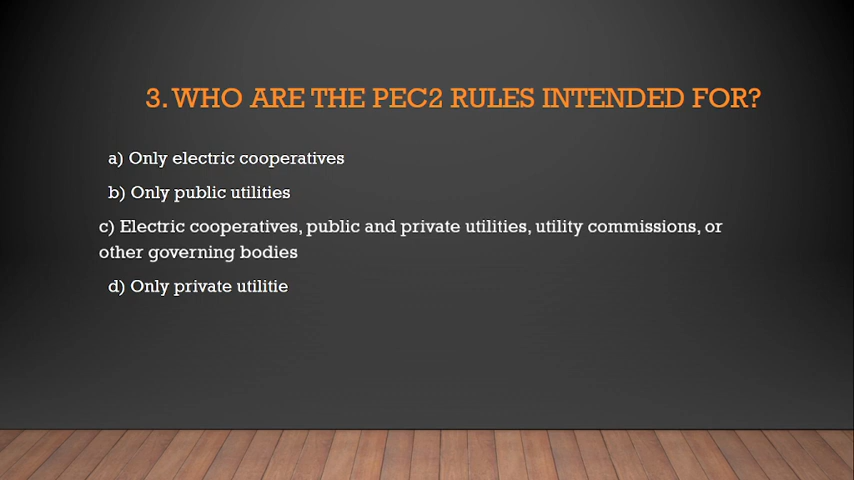 3. WHO ARE THE PEC2 RULES INTENDED FOR?
a) Only electric cooperatives
b) Only public utilities
c) Electric cooperatives, public and private utilities, utility commissions, or
other governing bodies
d) Only private utilitie